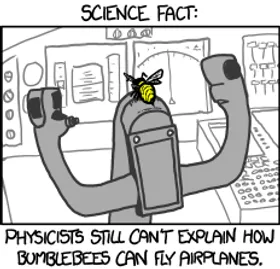 SCIENCE FACT:
PHYSICISTS STILL CAN'T EXPLAIN HOW
BUMBLEBEES CAN FLY AIRPLANES.